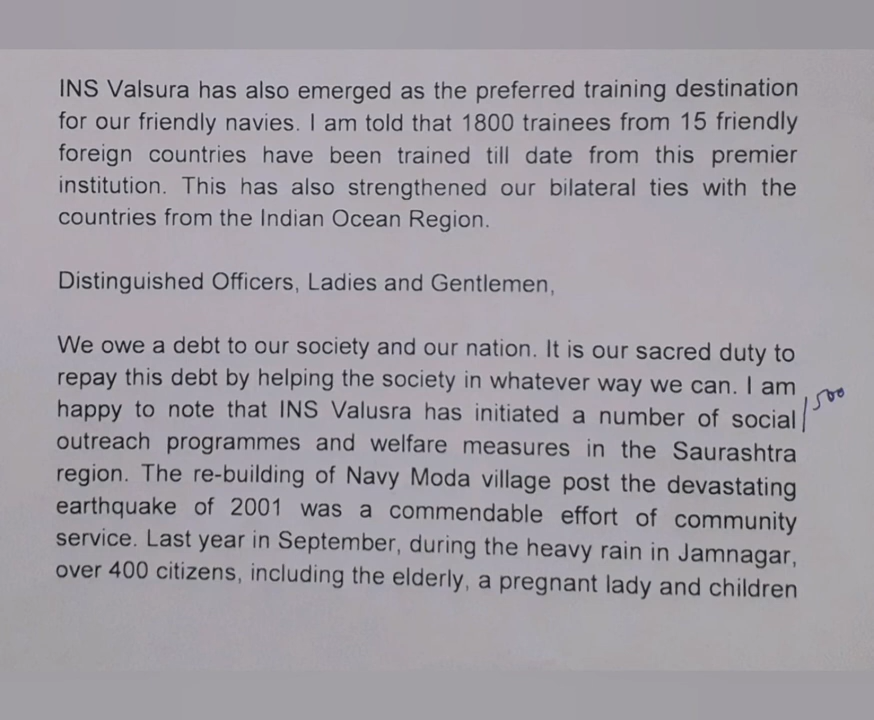 INS Valsura has also emerged as the preferred training destination
for our friendly navies. I am told that 1800 trainees from 15 friendly
foreign countries have been trained till date from this premier
institution. This has also strengthened our bilateral ties with the
countries from the Indian Ocean Region.
Distinguished Officers, Ladies and Gentlemen,
We owe a debt to our society and our nation. It is our sacred duty to
repay this debt by helping the society in whatever way we can. I am
happy to note that INS Valusra has initiated a number of social
500
outreach programmes and welfare measures in the Saurashtra
region. The re-building of Navy Moda village post the devastating
earthquake of 2001 was a commendable effort of community
service. Last year in September, during the heavy rain in Jamnagar,
over 400 citizens, including the elderly, a pregnant lady and children